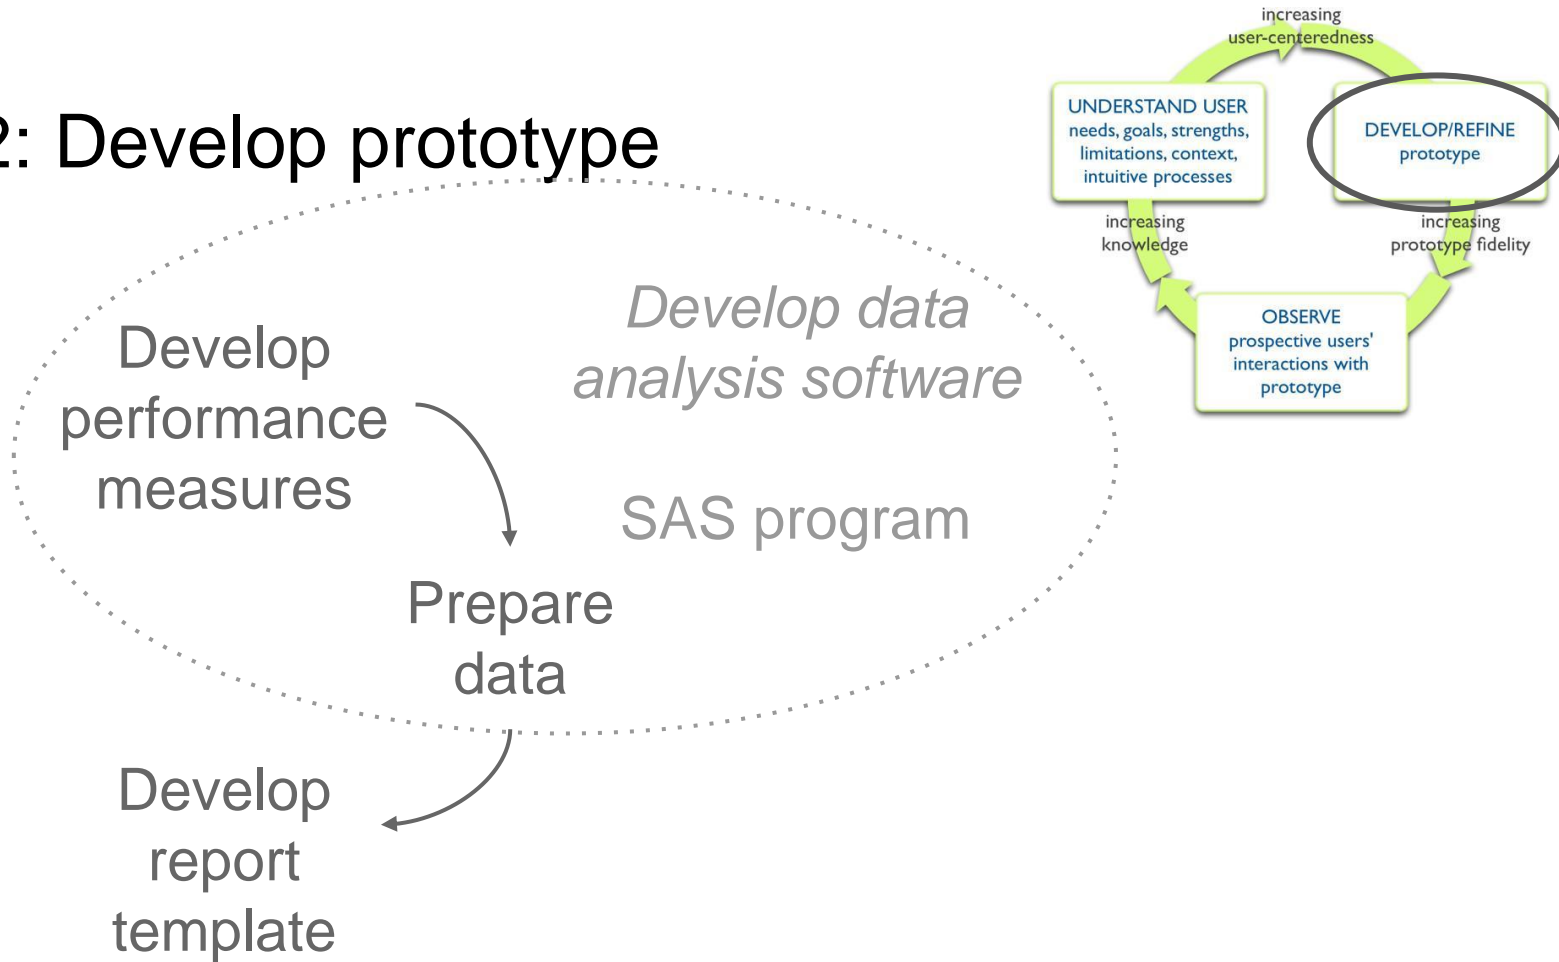 2: Develop prototype
increasing
user-centeredness
UNDERSTAND USER
needs, goals, strengths,
limitations, context,
intuitive processes
DEVELOP/REFINE
prototype
increasing
knowledge
increasing
prototype fidelity
OBSERVE
prospective users'
interactions with
prototype
Develop
performance
measures
Develop data
analysis software
SAS program
Prepare
data
Develop
report
template